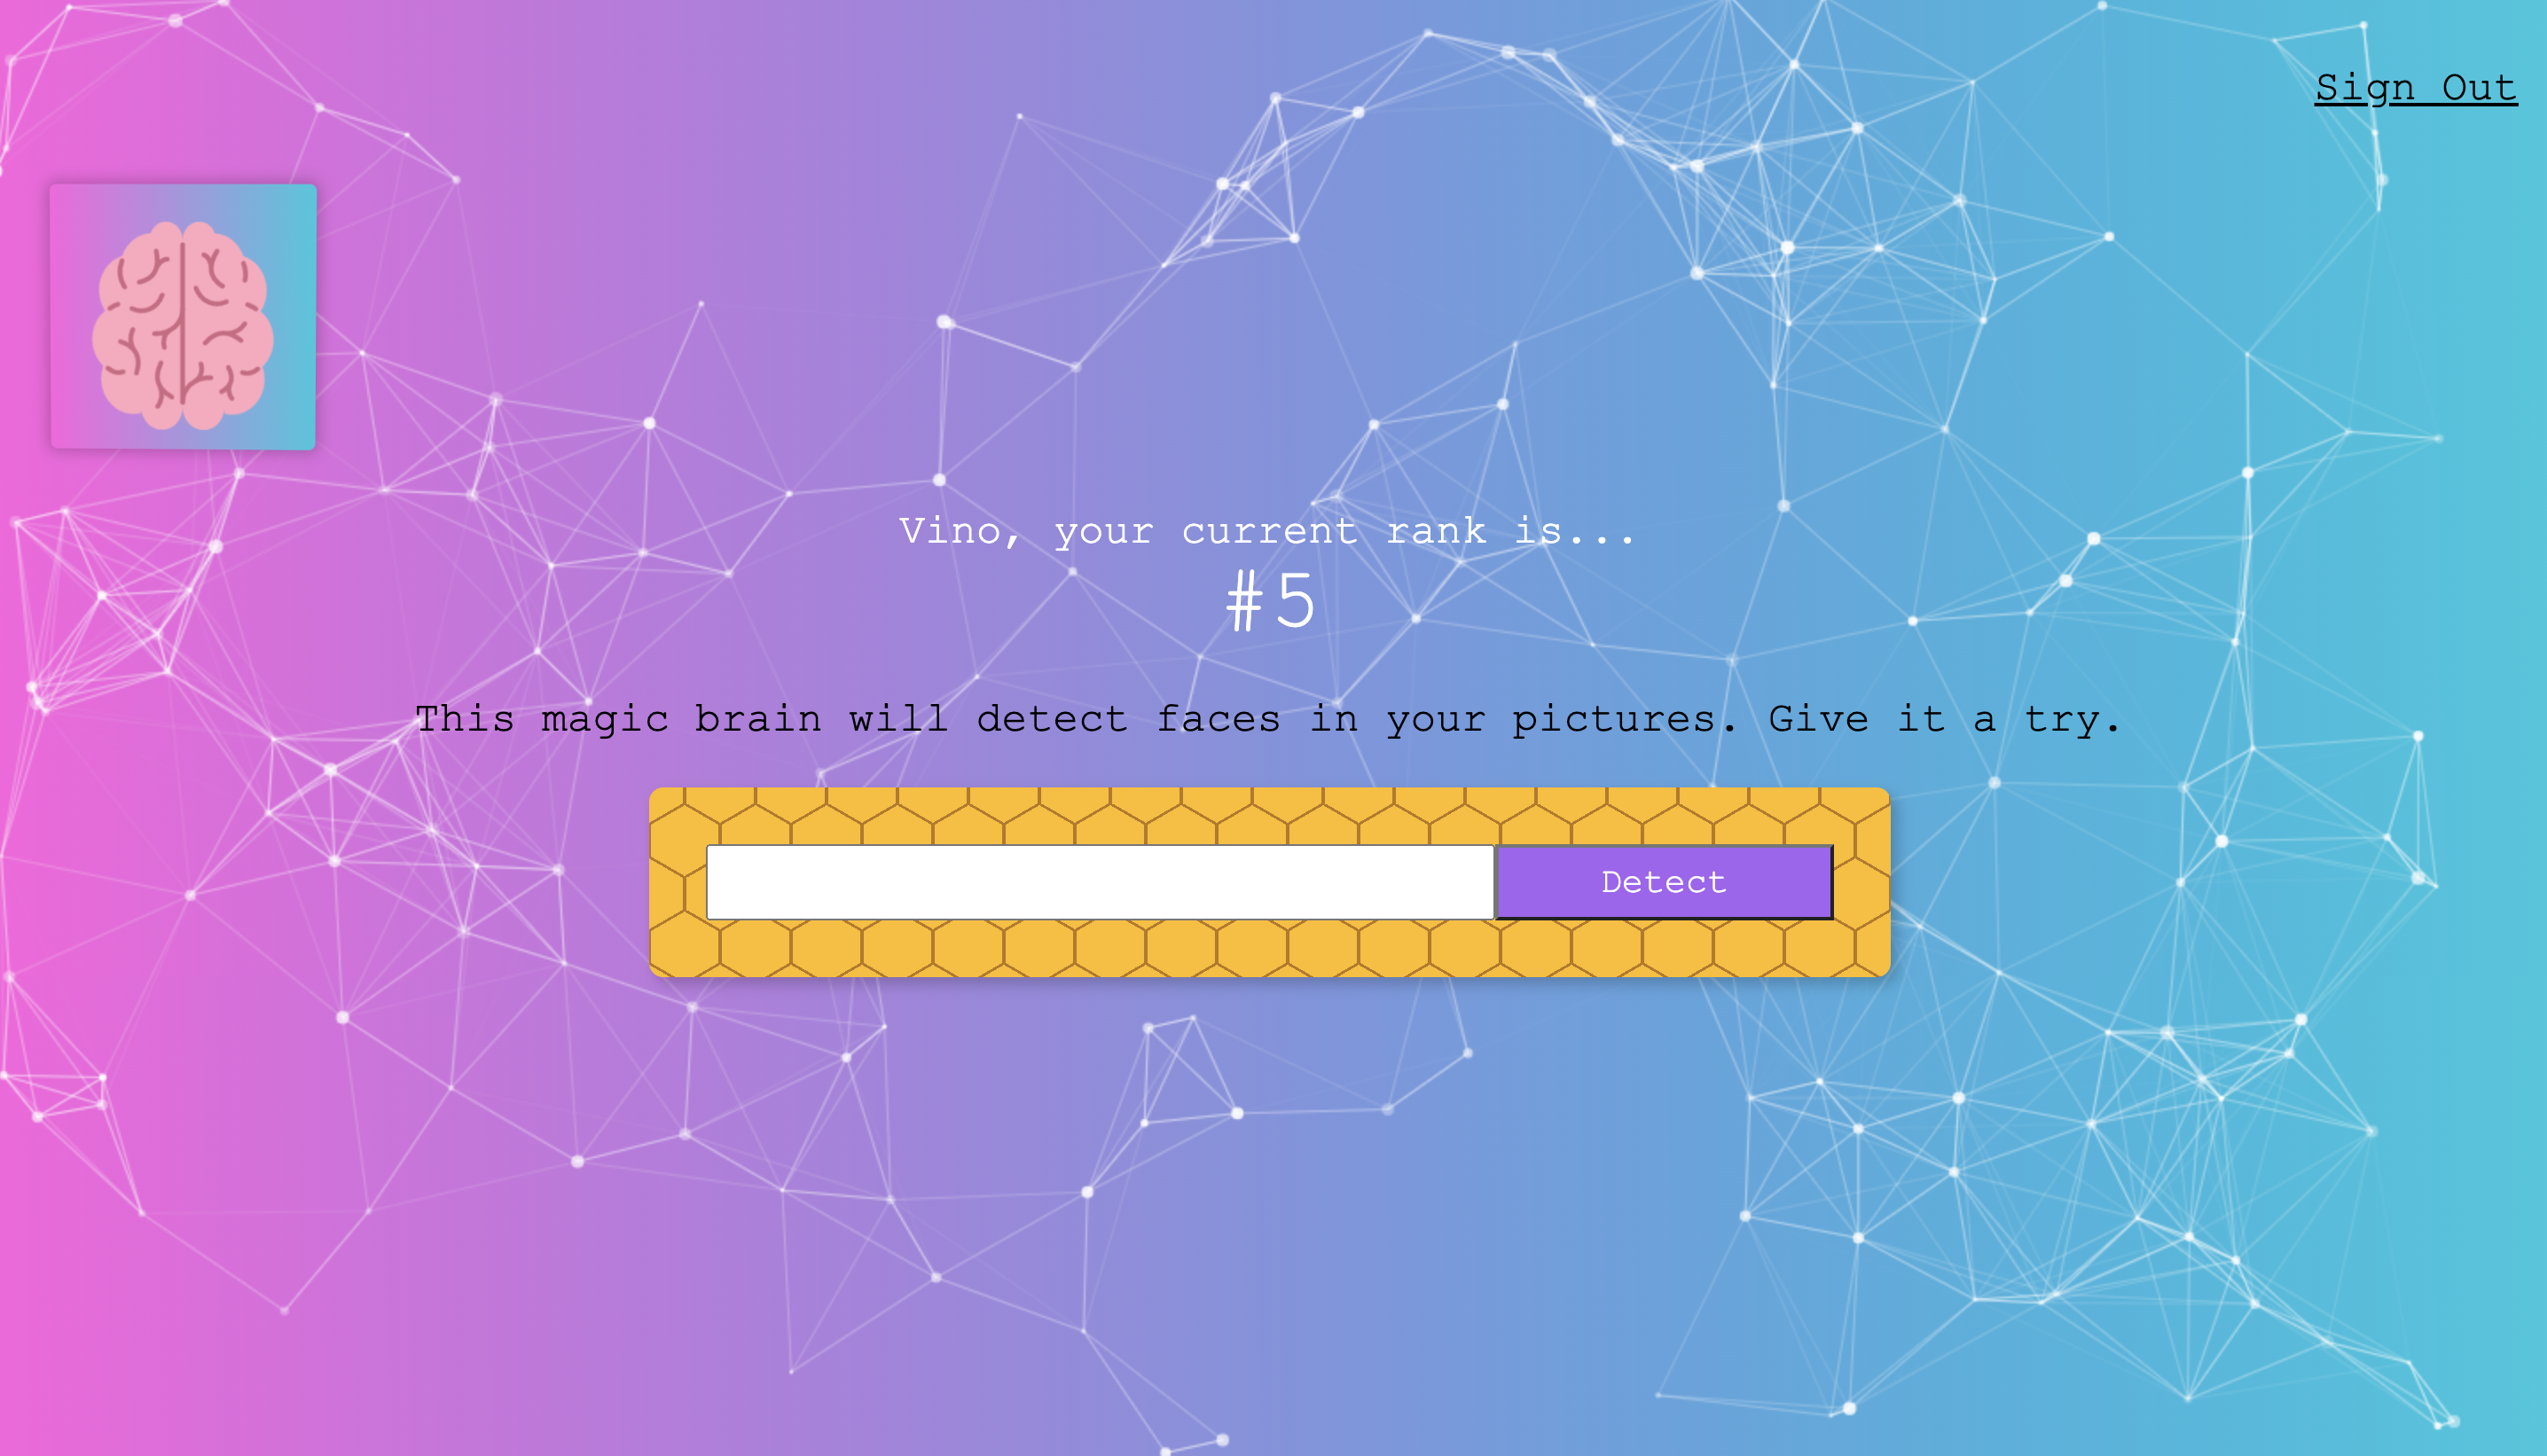 Sign Out
Vino, your current rank is...
#5
This magic brain will detect faces in your pictures. Give it a try.
Detect